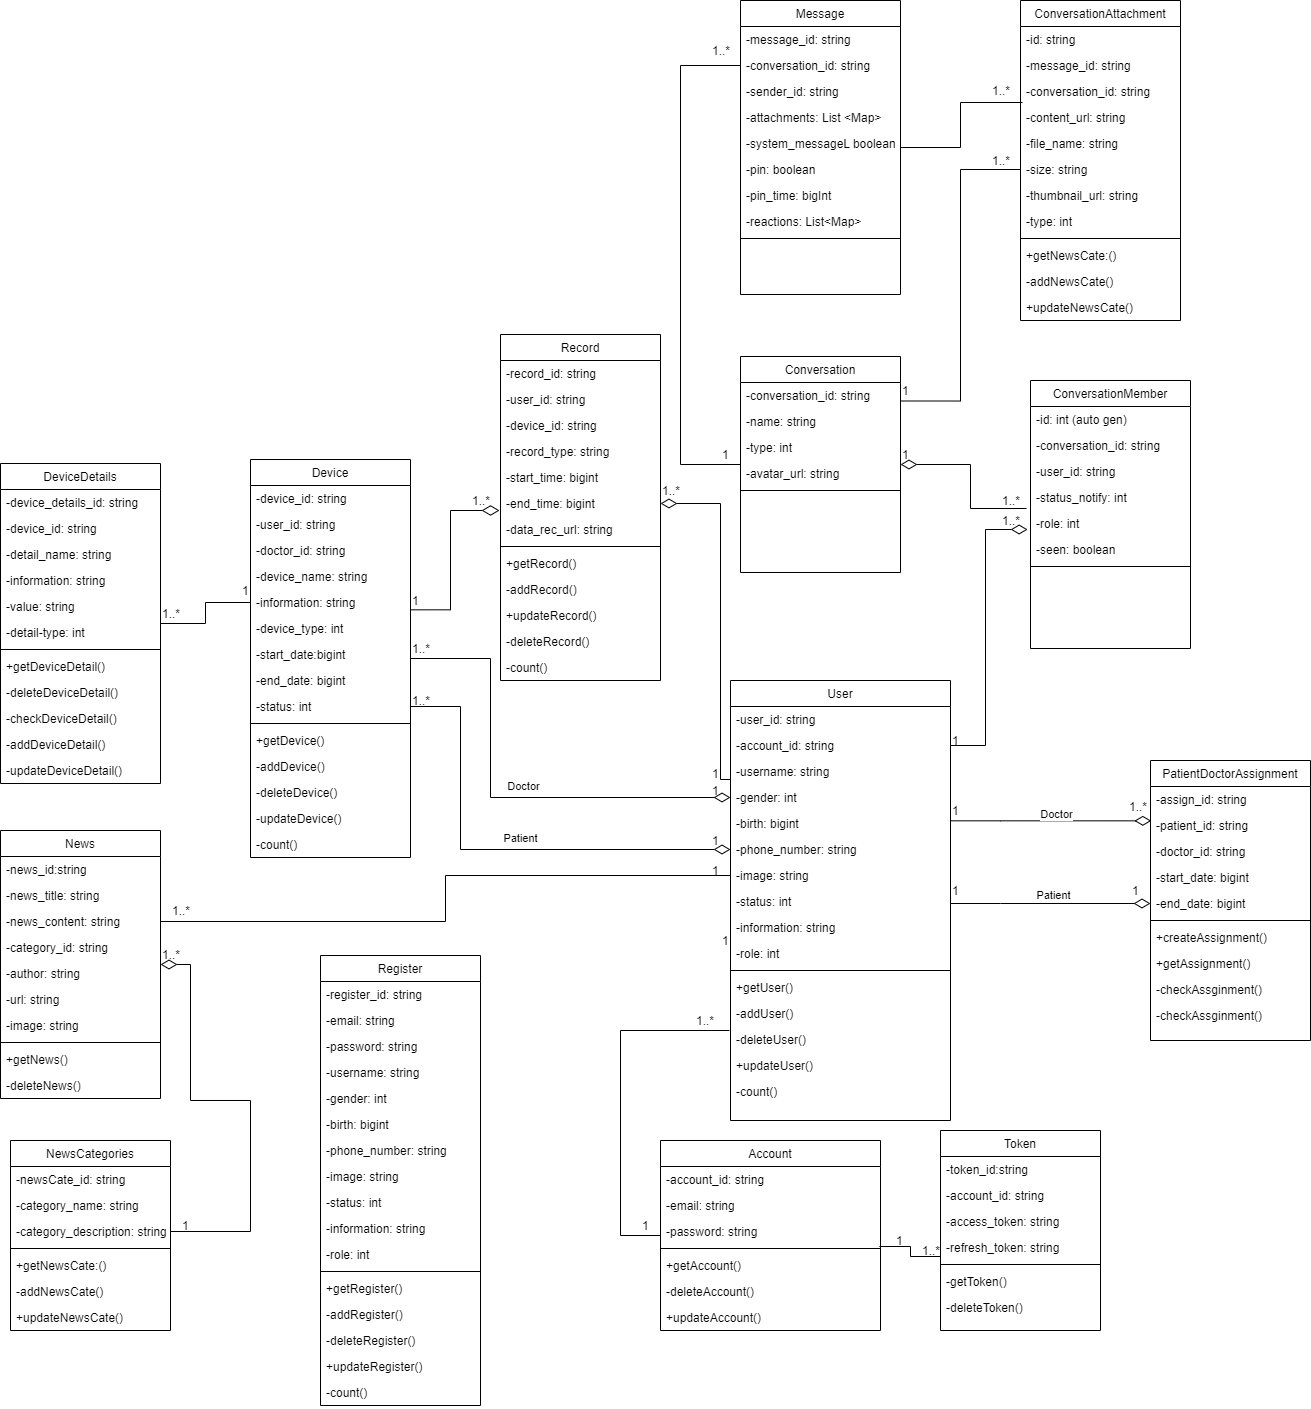 Message
-message_id: string
-conversation_id: string
-sender_id: string
-attachments: List <Map>
-system_messageL boolean
-pin: boolean
-pin_time: bigInt
-reactions: List<Map>
1..*
ConversationAttachment
-id: string
-message_id: string
-conversation_id: string
-content_url: string
-file_name: string
-size: string
-thumbnail_url: string
-type: int
+getNewsCate:()
-addNewsCate()
+updateNewsCate()
1..*
1..*
Record
-record_id: string
-user_id: string
-device_id: string
-record_type: string
-start_time: bigint
-end_time: bigint
-data_rec_url: string
+getRecord()
-addRecord()
+updateRecord()
-deleteRecord()
-count()
1..*
1..*
Conversation
-conversation_id: string
-name: string
-type: int
-avatar_url: string
1
1
1
ConversationMember
-id: int (auto gen)
-conversation_id: string
-user_id: string
-status_notify: int
-role: int
-seen: boolean
1..*
1..*
DeviceDetails
-device_details_id: string
-device_id: string
-detail_name: string
-information: string
-value: string
-detail-type: int
+getDeviceDetail()
-deleteDeviceDetail()
-checkDeviceDetail()
-addDeviceDetail()
-updateDeviceDetail()
1..*
1
Device
-device_id: string
-user_id: string
-doctor_id: string
-device_name: string
-information: string
-device_type: int
-start_date:bigint
-end_date: bigint
-status: int
+getDevice()
-addDevice()
-deleteDevice()
-updateDevice()
-count()
1
1..*
1..*
Doctor
Patient
User
-user_id: string
-account_id: string
-username: string
-gender: int
-birth: bigint
-phone_number: string
-image: string
-status: int
-information: string
-role: int
+getUser()
-addUser()
-deleteUser()
+updateUser()
-count()
1
1
1
1
1
1..*
1
1
1
Doctor
Patient
1..*
1
PatientDoctorAssignment
-assign_id: string
-patient_id: string
-doctor_id: string
-start_date: bigint
-end_date: bigint
+createAssignment()
+getAssignment()
-checkAssginment()
-checkAssginment()
News
-news_id:string
-news_title: string
-news_content: string
-category_id: string
-author: string
-url: string
-image: string
+getNews()
-deleteNews()
1..*
1..*
NewsCategories
-newsCate_id: string
-category_name: string
-category_description: string
+getNewsCate:()
-addNewsCate()
+updateNewsCate()
1
Register
-register_id: string
-email: string
-password: string
-username: string
-gender: int
-birth: bigint
-phone_number: string
-image: string
-status: int
-information: string
-role: int
+getRegister()
-addRegister()
-deleteRegister()
+updateRegister()
-count()
Account
-account_id: string
-email: string
-password: string
+getAccount()
-deleteAccount()
+updateAccount()
1
1
1..*
Token
-token_id:string
-account_id: string
-access_token: string
-refresh_token: string
-getToken()
-deleteToken()